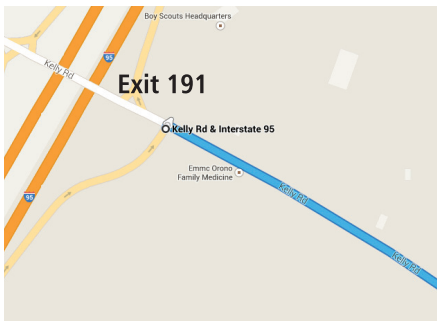 Boy Scouts Headquarters
95
Kelly Rd
Exit 191
Kelly Rd & Interstate 95
Emmc Orono
Family Medicine
Kelly Rd
95
Kelly Rd